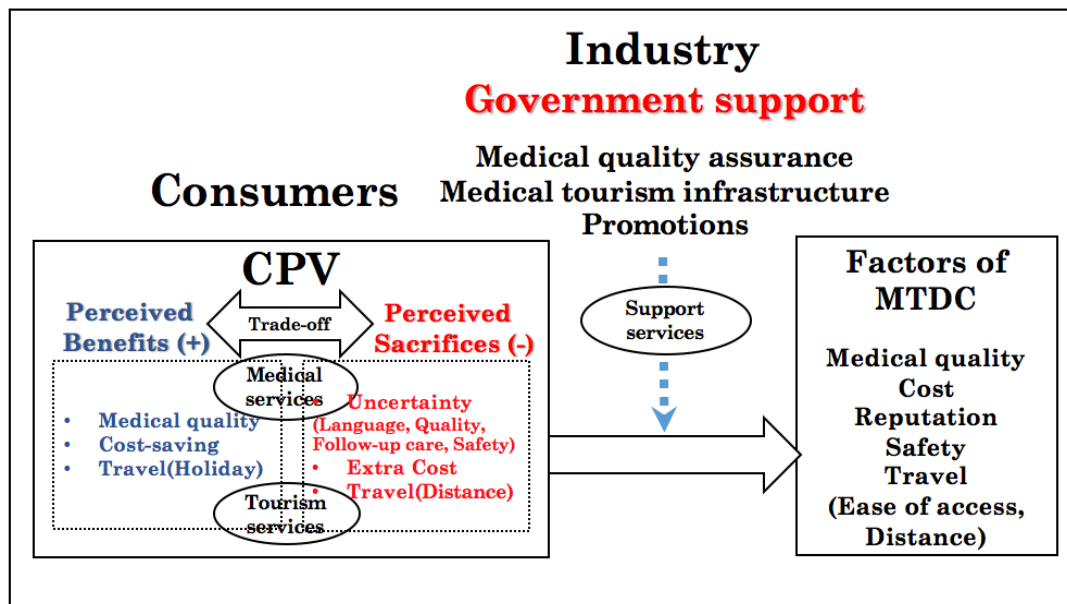 Industry
Government support
Medical quality assurance
Medical tourism infrastructure
Promotions
Consumers
CPV
Perceived
Benefits (+)
Trade-off
Perceived
Sacrifices (-)
Medical
services
• Medical quality
• Cost-saving
• Travel(Holiday)
• Uncertainty
(Language, Quality,
Follow-up care, Safety)
• Extra Cost
• Travel(Distance)
Tourism
services
Support
services
Factors of
MTDC
Medical quality
Cost
Reputation
Safety
Travel
(Ease of access,
Distance)